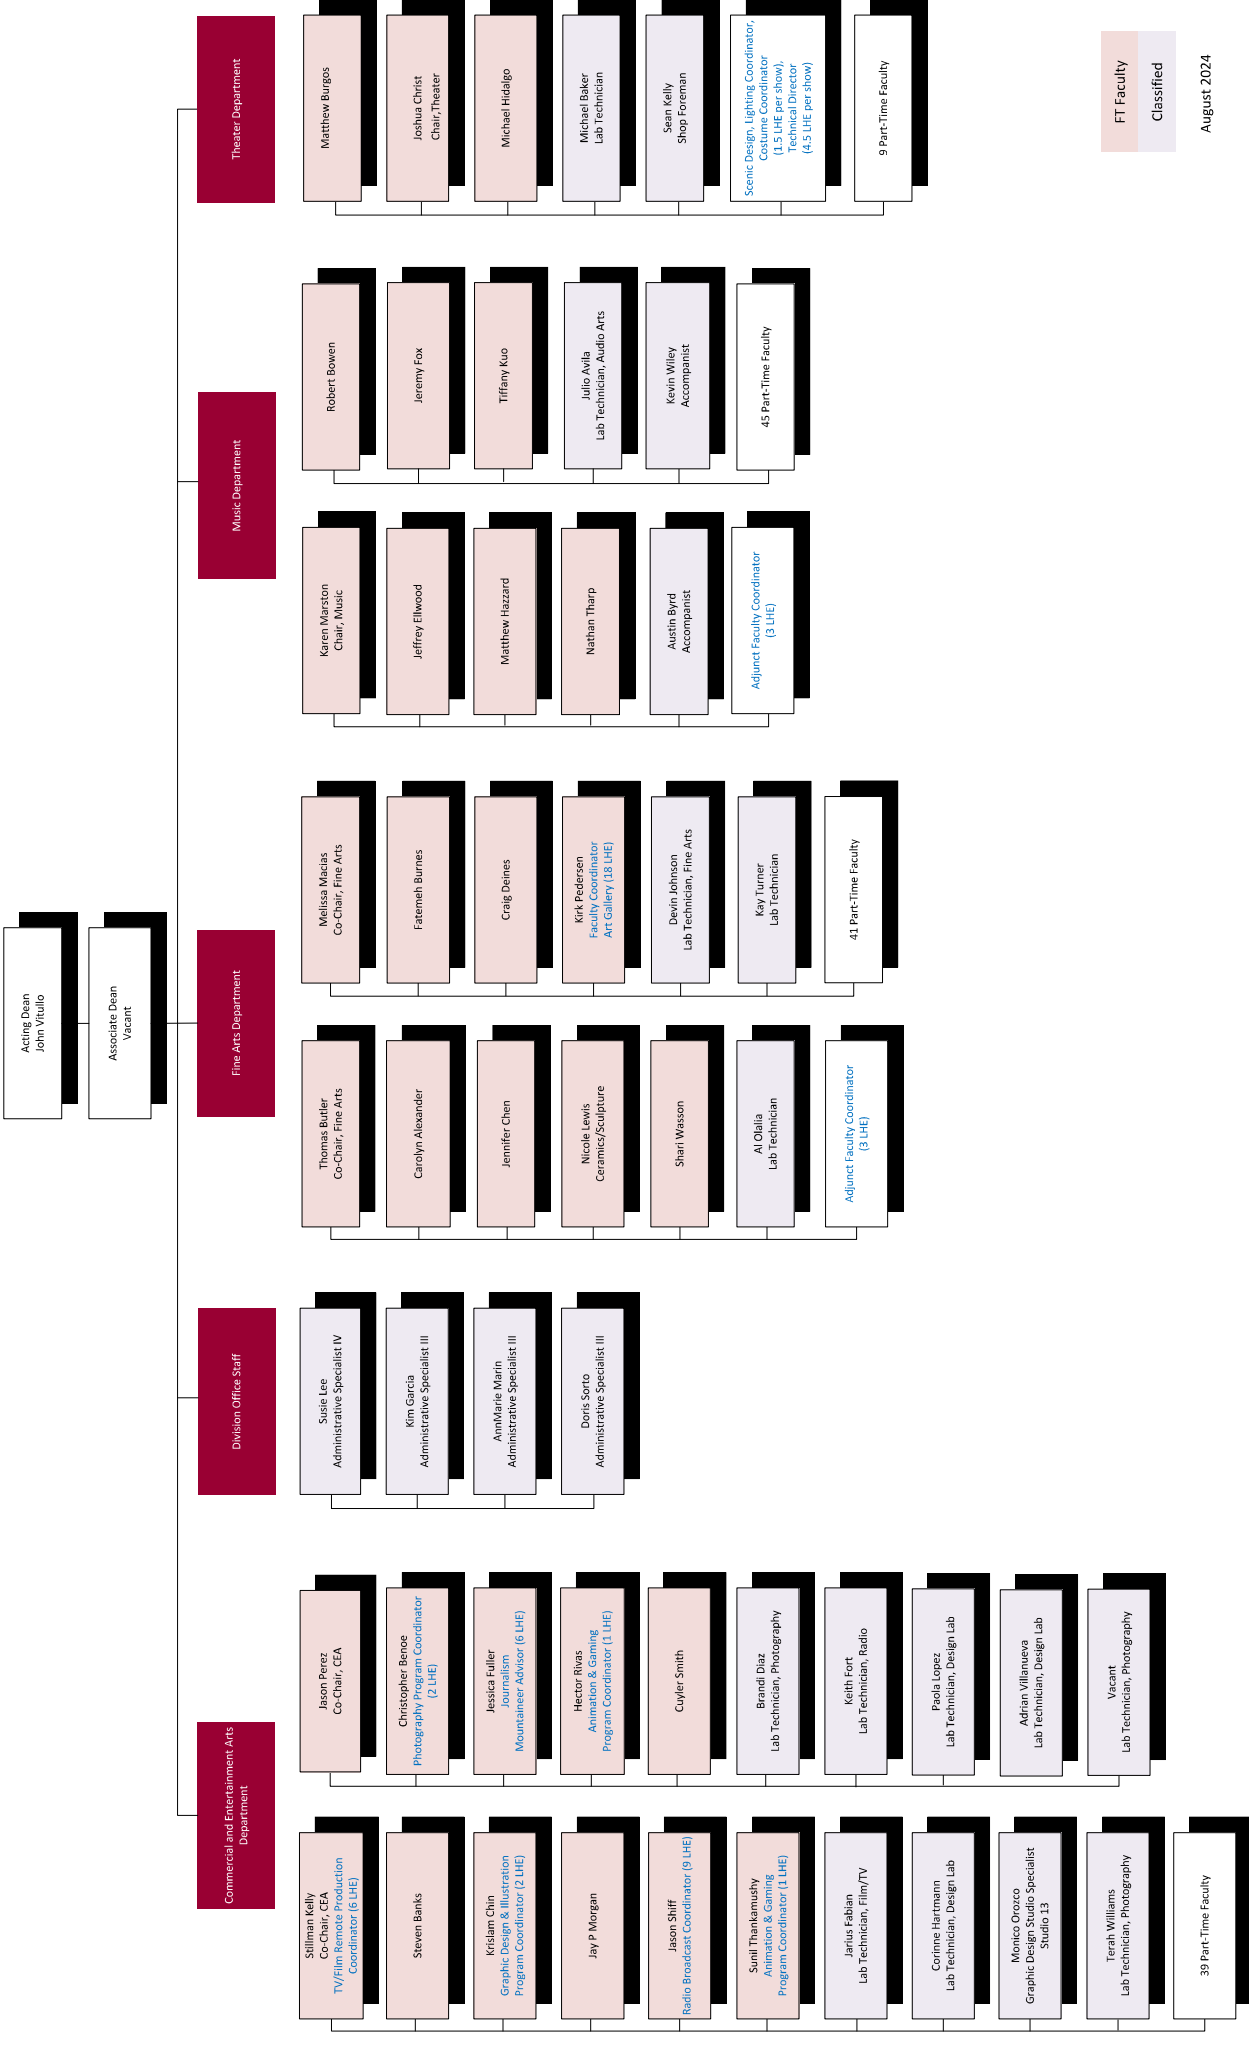 Acting Dean
John Vitullo
Associate Dean
Vacant
Commercial and Entertainment Arts
Department
Stillman Kelly
Co-Chair, CEA
TV/Film Remote Production
Coordinator (6 LHE)
Steven Banks
Krislam Chin
Graphic Design & Illustration
Program Coordinator (2 LHE)
Jay P Morgan
Jason Shiff
Radio Broadcast Coordinator (9 LHE)
Sunil Thankamushy
Animation & Gaming
Program Coordinator (1 LHE)
Jarius Fabian
Lab Technician, Film/TV
Corinne Hartmann
Lab Technician, Design Lab
Monico Orozco
Graphic Design Studio Specialist
Studio 13
Terah Williams
Lab Technician, Photography
39 Part-Time Faculty
Jason Perez
Co-Chair, CEA
Christopher Benoe
Photography Program Coordinator
(2 LHE)
Jessica Fuller
Journalism
Mountaineer Advisor (6 LHE)
Hector Rivas
Animation & Gaming
Program Coordinator (1 LHE)
Cuyler Smith
Brandi Diaz
Lab Technician, Photography
Keith Fort
Lab Technician, Radio
Paola Lopez
Lab Technician, Design Lab
Adrian Villanueva
Lab Technician, Design Lab
Vacant
Lab Technician, Photography
Division Office Staff
Susie Lee
Administrative Specialist IV
Kim Garcia
Administrative Specialist III
AnnMarie Marin
Administrative Specialist III
Doris Sorto
Administrative Specialist III
Fine Arts Department
Thomas Butler
Co-Chair, Fine Arts
Carolyn Alexander
Jennifer Chen
Nicole Lewis
Ceramics/Sculpture
Shari Wasson
Al Olalia
Lab Technician
Adjunct Faculty Coordinator
(3 LHE)
Melissa Macias
Co-Chair, Fine Arts
Fatemeh Burnes
Craig Deines
Kirk Pedersen
Faculty Coordinator
Art Gallery (18 LHE)
Devin Johnson
Lab Technician, Fine Arts
Kay Turner
Lab Technician
41 Part-Time Faculty
Music Department
Karen Marston
Chair, Music
Jeffrey Ellwood
Matthew Hazzard
Nathan Tharp
Austin Byrd
Accompanist
Adjunct Faculty Coordinator
(3 LHE)
Robert Bowen
Jeremy Fox
Tiffany Kuo
Julio Avila
Lab Technician, Audio Arts
Kevin Wiley
Accompanist
45 Part-Time Faculty
Theater Department
Matthew Burgos
Joshua Christ
Chair,Theater
Michael Hidalgo
Michael Baker
Lab Technician
Sean Kelly
Shop Foreman
Scenic Design, Lighting Coordinator,
Costume Coordinator
(1.5 LHE per show),
Technical Director
(4.5 LHE per show)
9 Part-Time Faculty
FT Faculty
Classified
August 2024